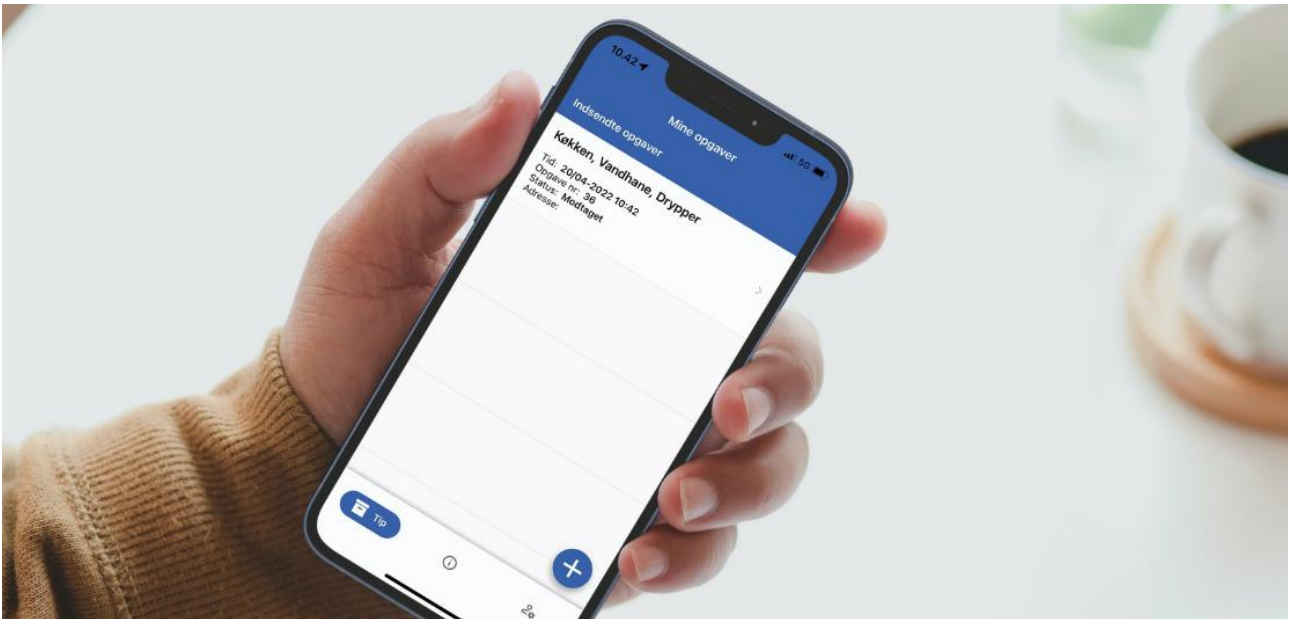 10.42
5G
Mine opgaver
Indsendte opgaver
Køkken, Vandhane, Drypper
Tid: 20/04-2022 10:42
Opgave nr: 36
Status: Modtaget
Adresse:
Tip